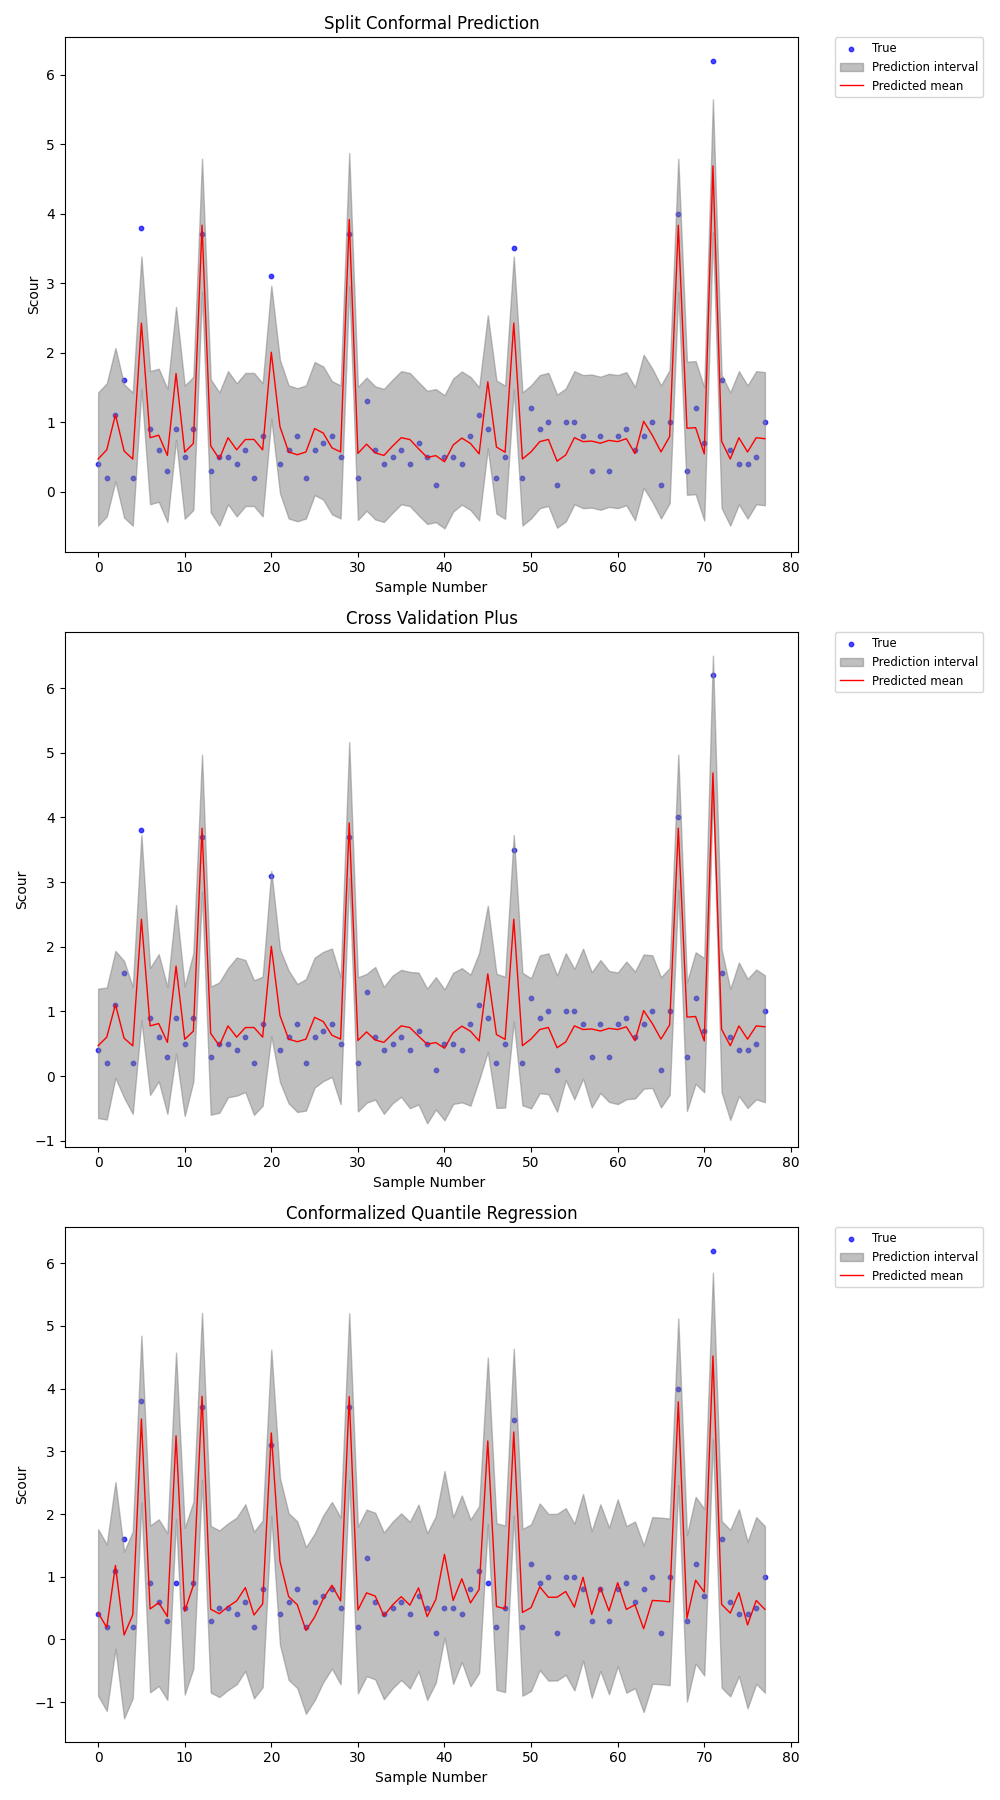 Split Conformal Prediction
True
Prediction interval
Predicted mean
6
5
4
3
2
1
0
Scour
0 10 20 30 40 50 60 70 80
Sample Number
Cross Validation Plus
True
Prediction interval
Predicted mean
6
5
4
3
2
1
0
−1
Scour
0 10 20 30 40 50 60 70 80
Sample Number
Conformalized Quantile Regression
True
Prediction interval
Predicted mean
6
5
4
3
2
1
0
−1
Scour
0 10 20 30 40 50 60 70 80
Sample Number